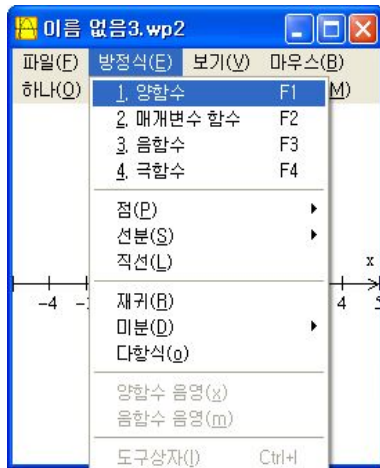 이름 없음3.wp2
파일(F) 방정식(E) 보기(V) 마우스(B)
하나(O) M)
1. 양함수 F1
2. 매개변수 함수 F2
3. 음함수 F3
4. 극함수 F4
점(P)
선분(S)
직선(L)
x
-4 4 5
재귀(R)
미분(D)
다항식(o)
양함수 음영(x)
음함수 음영(m)
도구상자(I) Ctrl+I